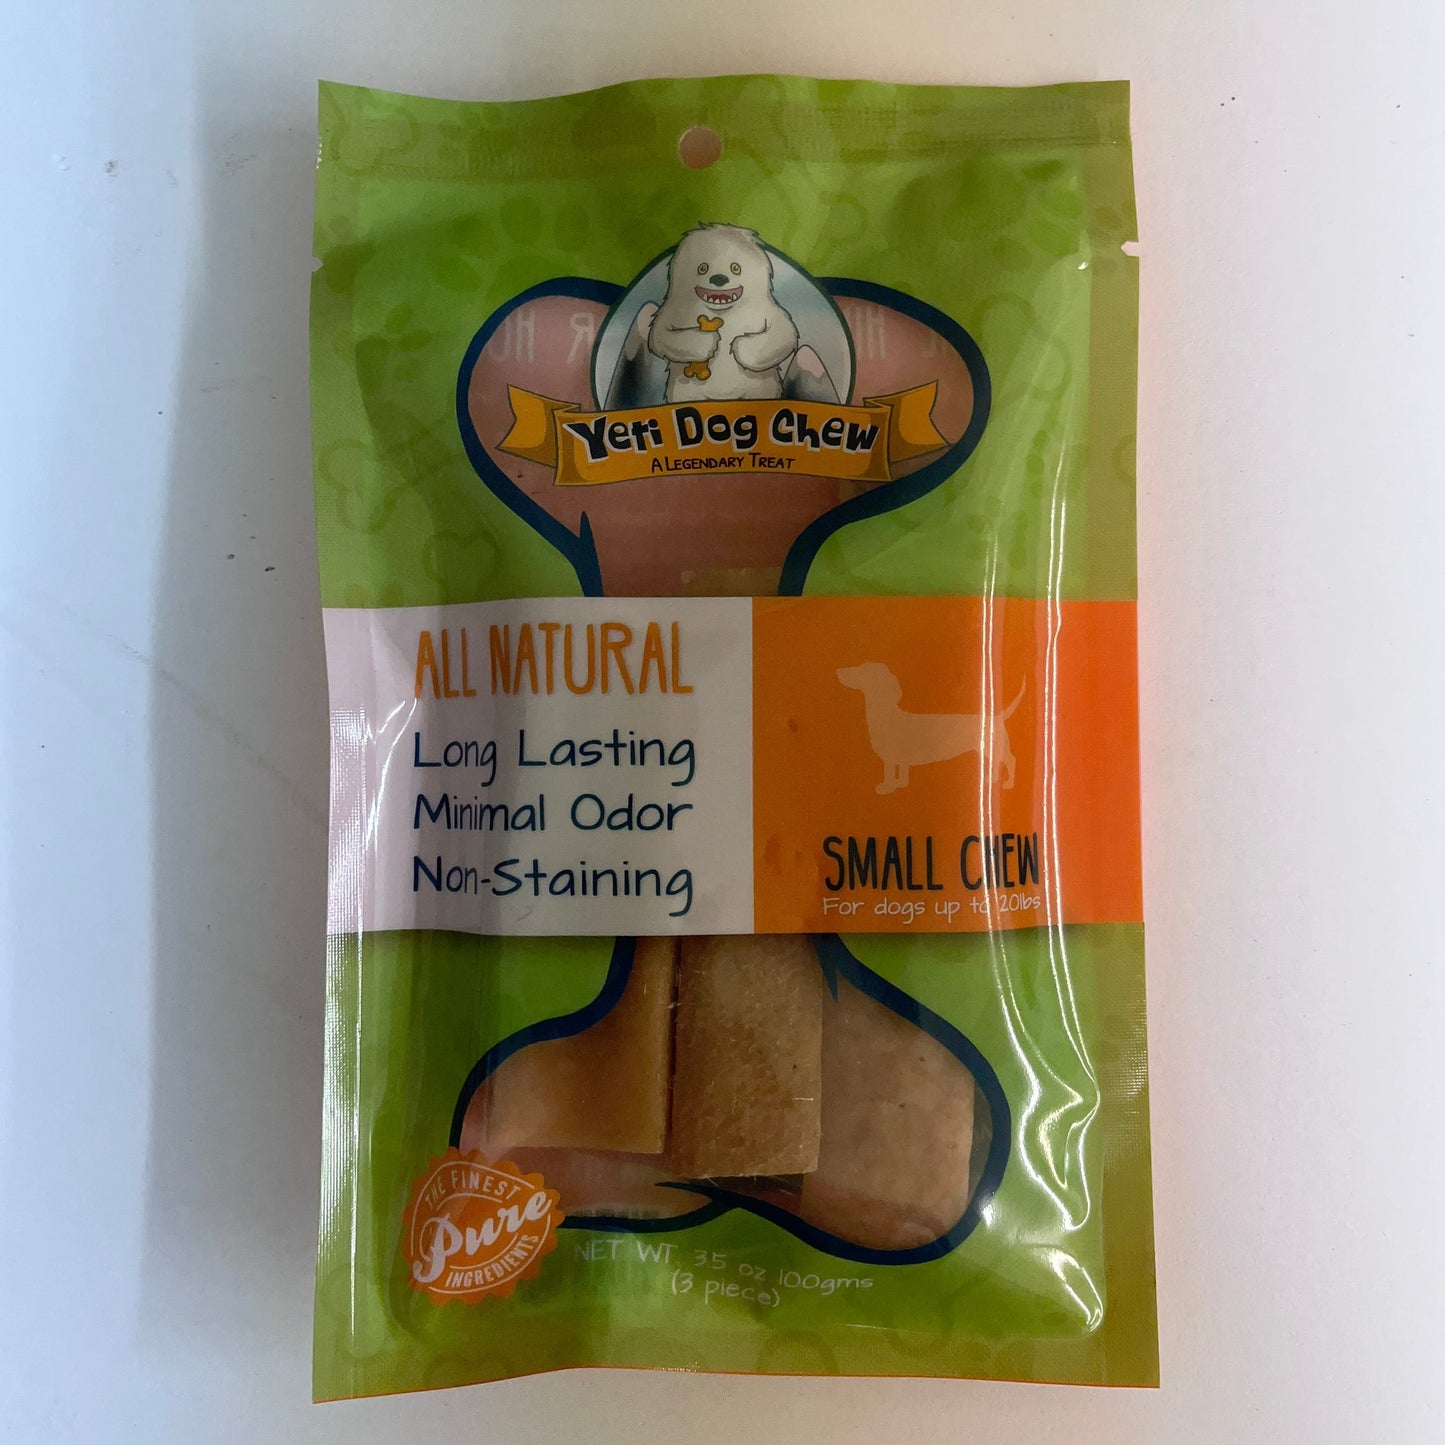 Yeti Dog Chew
A Legendary Treat
ALL NATURAL
Long Lasting
Minimal Odor
Non-Staining
SMALL CHEW
For dogs up to 20lbs
THE FINEST
Pure
INGREDIENTS
NET WT. 3.5 oz 100gms
(3 piece)